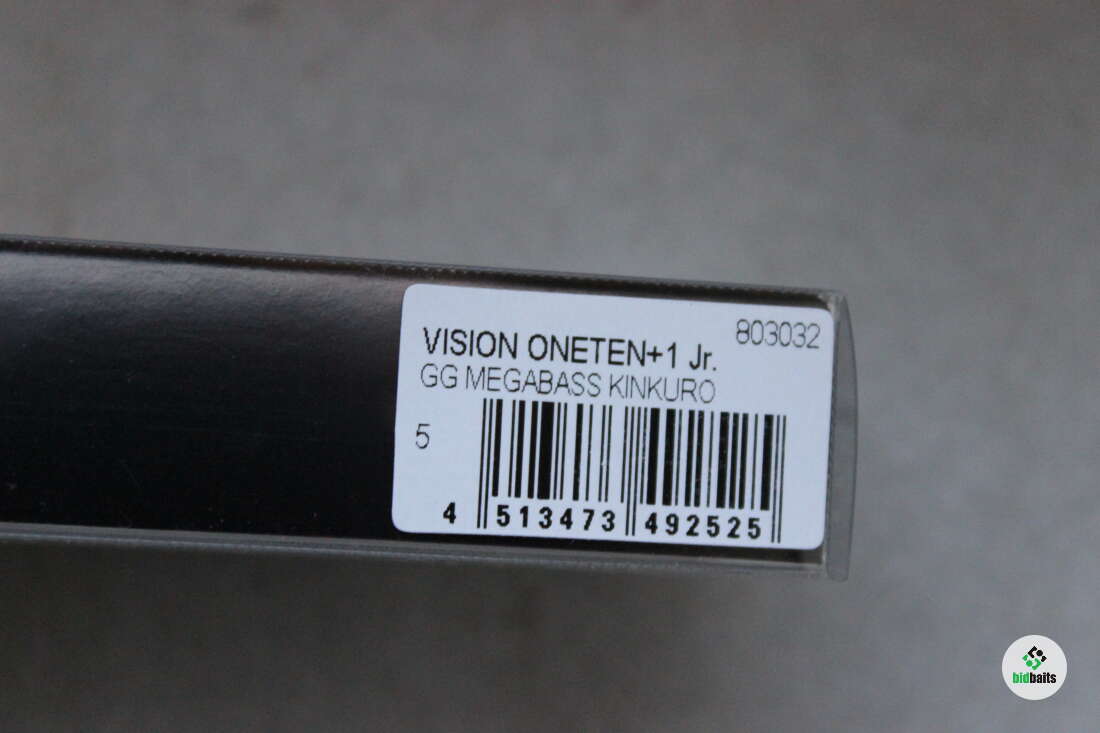 803032
VISION ONETEN+1 Jr.
GG MEGABASS KINKURO
5
4 513473 492525
bidbaits